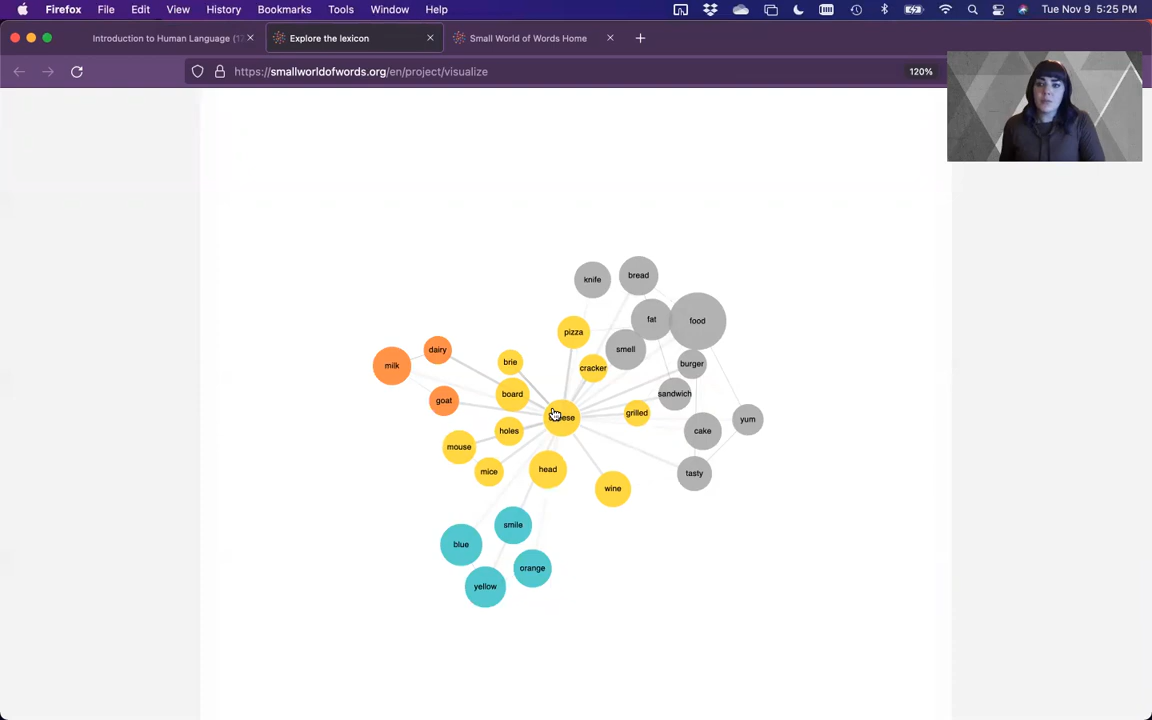 Firefox File Edit View History Bookmarks Tools Window Help Tue Nov 9 5:25 PM
Introduction to Human Language (1
Explore the lexicon
Small World of Words Home
https://smallworldofwords.org/en/project/visualize 120%
knife
bread
food
fat
pizza
smell
dairy
milk
brie
cracker
burger
board
sandwich
goat
grilled
yum
holes
cake
mouse
mice
head
tasty
wine
smile
blue
orange
yellow